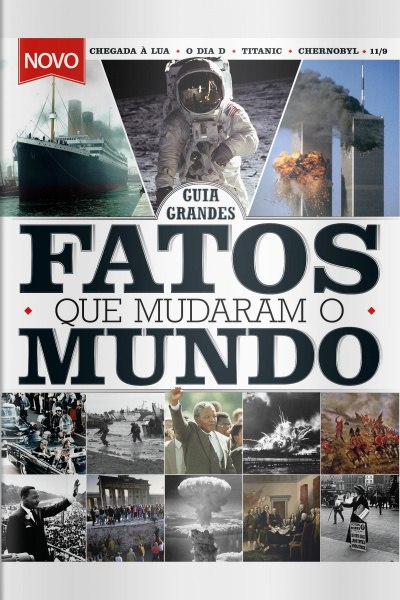 NOVO
CHEGADA À LUA • O DIA D • TITANIC • CHERNOBYL • 11/9
GUIA
GRANDES
FATOS
• QUE MUDARAM O •
MUNDO